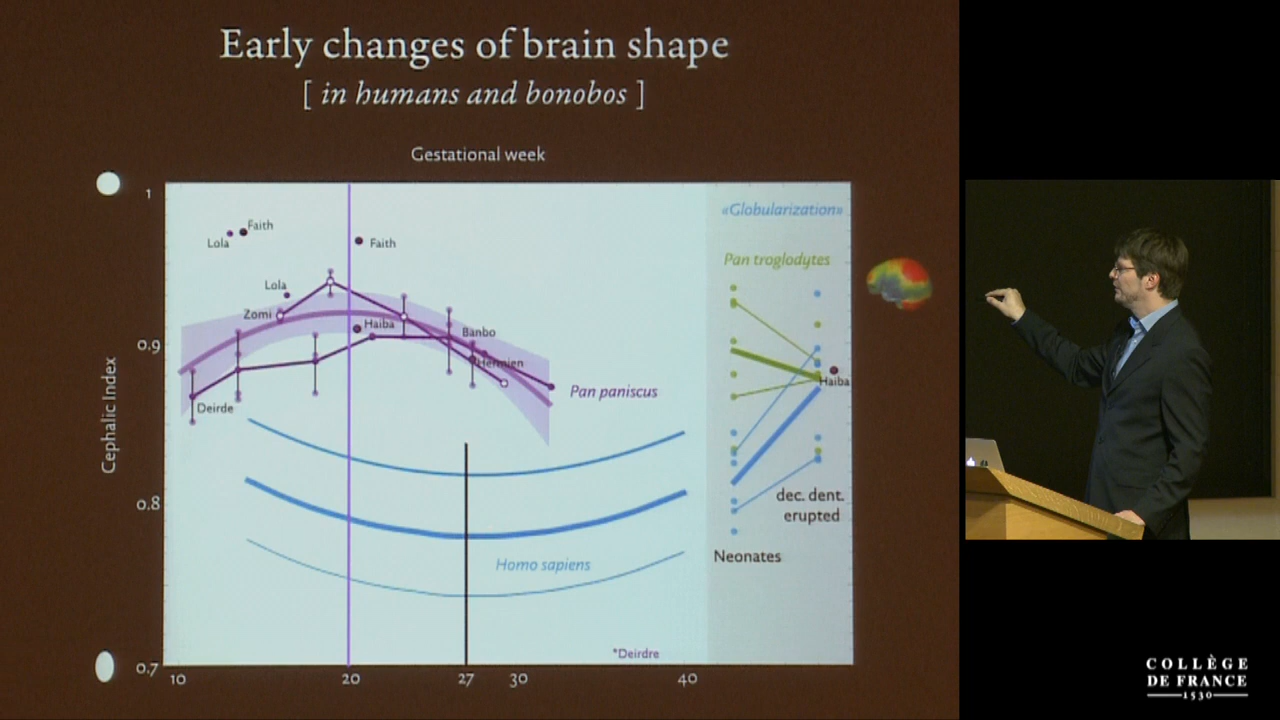 Early changes of brain shape
[ in humans and bonobos ]
Gestational week
1
«Globularization»
Faith
Lola
Faith
Pan troglodytes
Lola
Zomi
Haiba
Banbo
0.9
Hermien
Haiba
Pan paniscus
Deirde
Cephalic Index
0.8
dec. dent.
erupted
Neonates
Homo sapiens
*Deirdre
0.7
10
20
27
30
40
COLLÈGE
DE FRANCE
1530